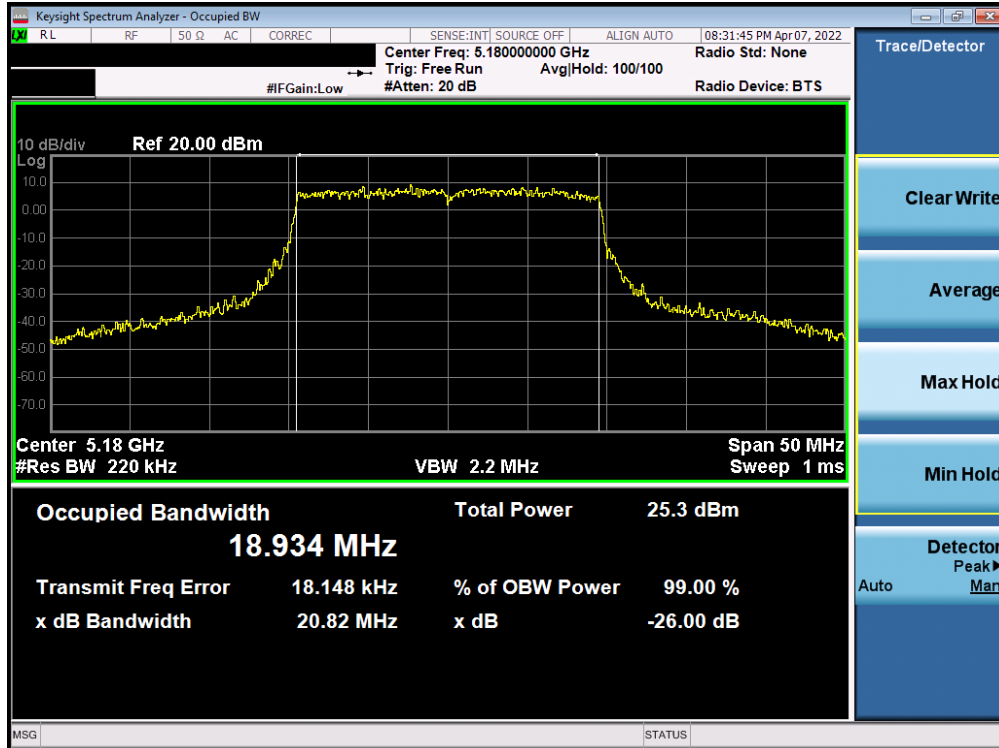 Keysight Spectrum Analyzer - Occupied BW
LXI RL RF 50 Ω AC CORREC SENSE:INT SOURCE OFF ALIGN AUTO 08:31:45 PM Apr 07, 2022
Center Freq: 5.180000000 GHz Radio Std: None
Trig: Free Run Avg|Hold: 100/100
#IFGain:Low #Atten: 20 dB Radio Device: BTS
Trace/Detector
10 dB/div Ref 20.00 dBm
Log
10.0
0.00
-10.0
-20.0
-30.0
-40.0
-50.0
-60.0
-70.0
Center 5.18 GHz Span 50 MHz
#Res BW 220 kHz VBW 2.2 MHz Sweep 1 ms
Occupied Bandwidth Total Power 25.3 dBm
18.934 MHz
Transmit Freq Error 18.148 kHz % of OBW Power 99.00 %
x dB Bandwidth 20.82 MHz x dB -26.00 dB
Clear Write
Average
Max Hold
Min Hold
Detector
Peak▶
Auto Man
MSG STATUS